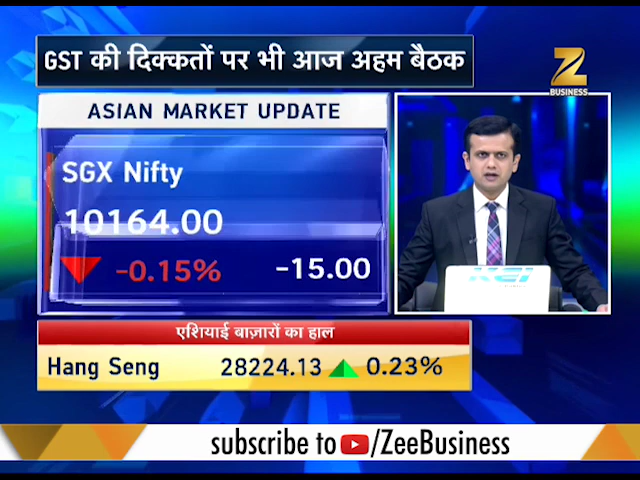 GST की दिक्कतों पर भी आज अहम बैठक
Z
BUSINESS
ASIAN MARKET UPDATE
SGX Nifty
10164.00
-0.15% -15.00
KEI
एशियाई बाज़ारों का हाल
Hang Seng 28224.13 0.23%
subscribe to /ZeeBusiness